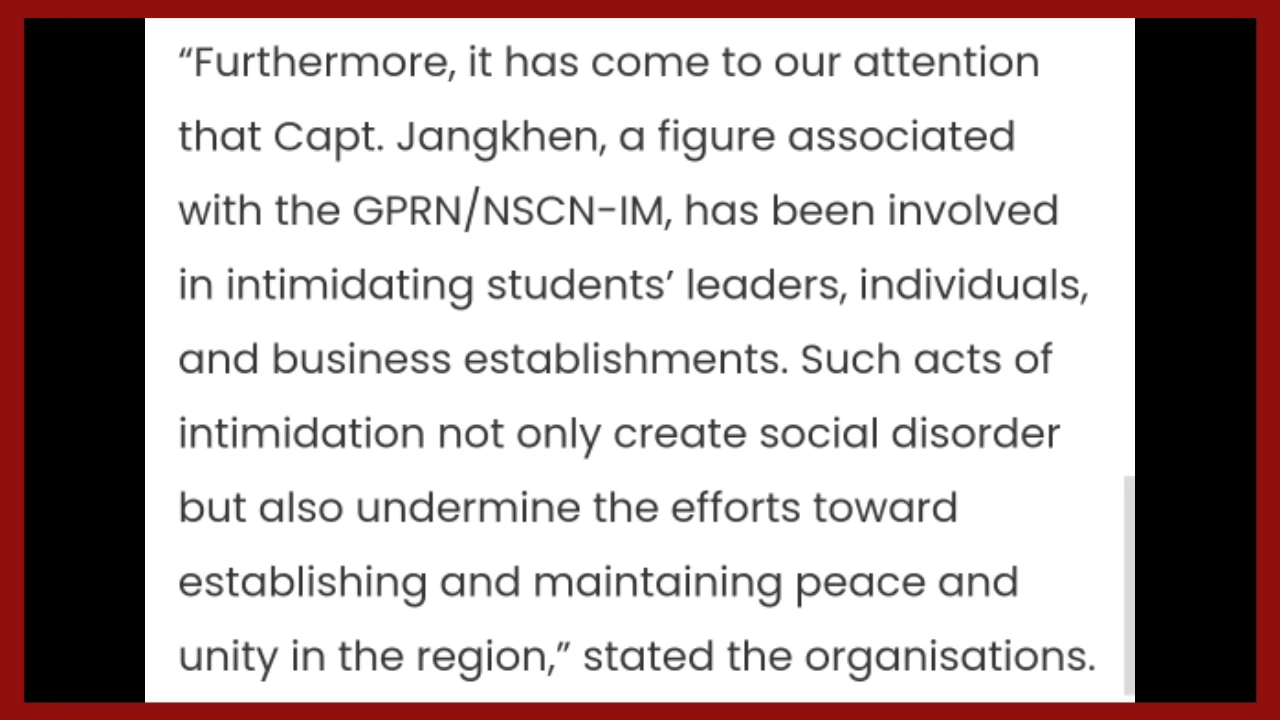 “Furthermore, it has come to our attention
that Capt. Jangkhen, a figure associated
with the GPRN/NSCN-IM, has been involved
in intimidating students’ leaders, individuals,
and business establishments. Such acts of
intimidation not only create social disorder
but also undermine the efforts toward
establishing and maintaining peace and
unity in the region,” stated the organisations.